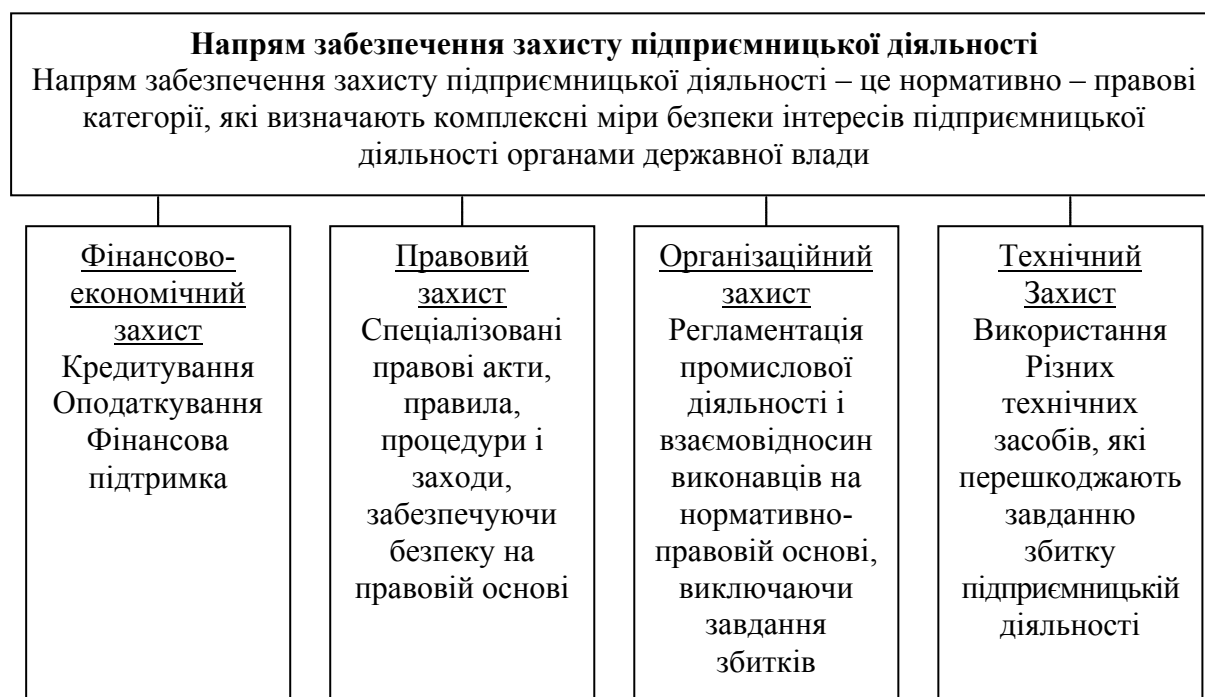 Напрям забезпечення захисту підприємницької діяльності
Напрям забезпечення захисту підприємницької діяльності – це нормативно – правові
категорії, які визначають комплексні міри безпеки інтересів підприємницької
діяльності органами державної влади
Фінансово-
економічний
захист
Кредитування
Оподаткування
Фінансова
підтримка
Правовий
захист
Спеціалізовані
правові акти,
правила,
процедури і
заходи,
забезпечуючи
безпеку на
правовій основі
Організаційний
захист
Регламентація
промислової
діяльності і
взаємовідносин
виконавців на
нормативно-
правовій основі,
виключаючи
завдання
збитків
Технічний
Захист
Використання
Різних
технічних
засобів, які
перешкоджають
завданню
збитку
підприємницькій
діяльності